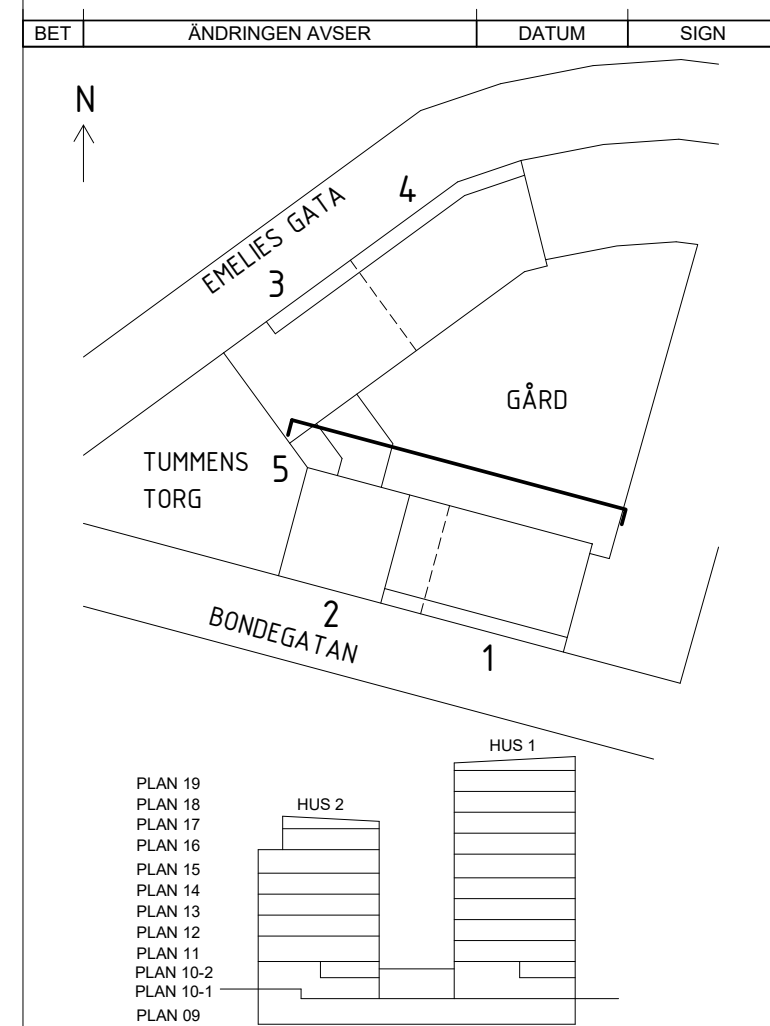 BET ÄNDRINGEN AVSER DATUM SIGN
N
4
EMELIES GATA
3
GÅRD
TUMMENS
TORG
5
2
BONDEGATAN
1
HUS 1
PLAN 19
PLAN 18
HUS 2
PLAN 17
PLAN 16
PLAN 15
PLAN 14
PLAN 13
PLAN 12
PLAN 11
PLAN 10-2
PLAN 10-1
PLAN 09